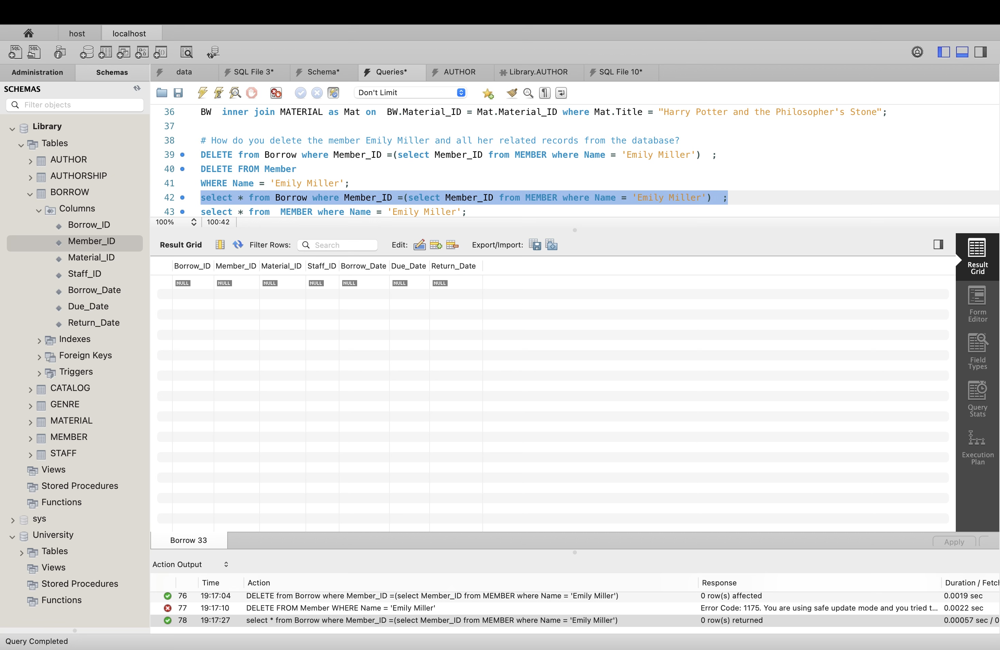 host
localhost
SQL
SQL
i
f()
Administration
Schemas
data
SQL File 3*
Schema*
Queries*
AUTHOR
Library.AUTHOR
SQL File 10*
SCHEMAS
Filter objects
Library
Tables
AUTHOR
AUTHORSHIP
BORROW
Columns
Borrow_ID
Member_ID
Material_ID
Staff_ID
Borrow_Date
Due_Date
Return_Date
Indexes
Foreign Keys
Triggers
CATALOG
GENRE
MATERIAL
MEMBER
STAFF
Views
Stored Procedures
Functions
sys
University
Tables
Views
Stored Procedures
Functions
Don't Limit
36 BW  inner join MATERIAL as Mat on  BW.Material_ID = Mat.Material_ID where Mat.Title = "Harry Potter and the Philosopher's Stone";
37
38 # How do you delete the member Emily Miller and all her related records from the database?
39 DELETE from Borrow where Member_ID =(select Member_ID from MEMBER where Name = 'Emily Miller')  ;
40 DELETE FROM Member
41 WHERE Name = 'Emily Miller';
42 select * from Borrow where Member_ID =(select Member_ID from MEMBER where Name = 'Emily Miller')  ;
43 select * from  MEMBER where Name = 'Emily Miller';
100% 100:42
Result Grid Filter Rows: Search Edit: Export/Import:
Borrow_ID Member_ID Material_ID Staff_ID Borrow_Date Due_Date Return_Date
NULL NULL NULL NULL NULL NULL NULL
Result
Grid
Form
Editor
Field
Types
Query
Stats
Execution
Plan
Borrow 33
Apply
Action Output
Time Action Response Duration / Fetch
76 19:17:04 DELETE from Borrow where Member_ID =(select Member_ID from MEMBER where Name = 'Emily Miller') 0 row(s) affected 0.0019 sec
77 19:17:10 DELETE FROM Member WHERE Name = 'Emily Miller' Error Code: 1175. You are using safe update mode and you tried t... 0.0022 sec
78 19:17:27 select * from Borrow where Member_ID =(select Member_ID from MEMBER where Name = 'Emily Miller') 0 row(s) returned 0.00057 sec / 0
Query Completed